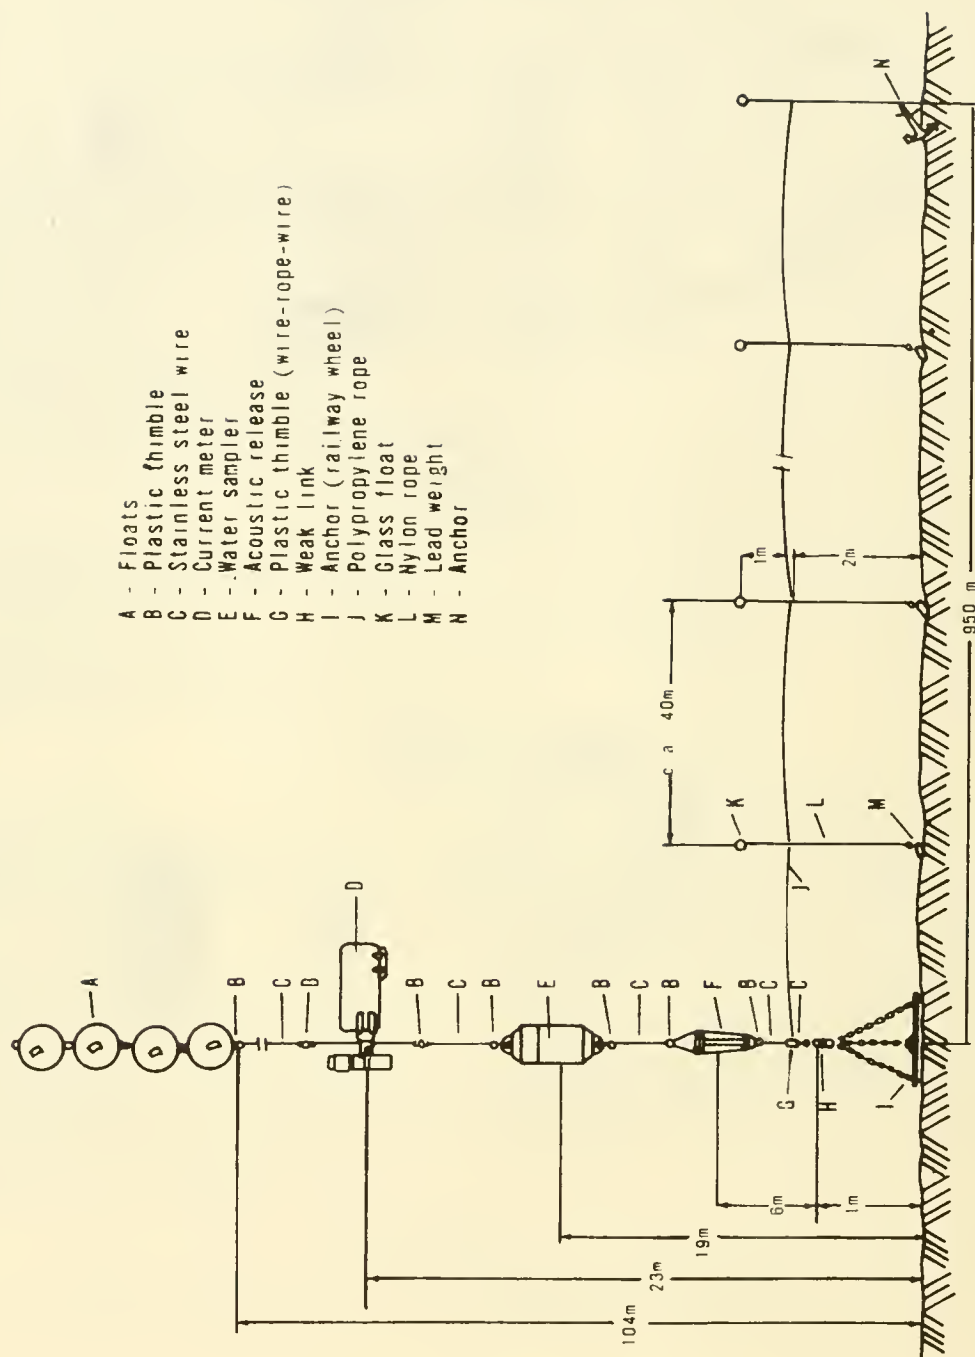 A - Floats
B - Plastic thimble
C - Stainless steel wire
D - Current meter
E - Water sampler
F - Acoustic release
G - Plastic thimble (wire-rope-wire)
H - Weak link
I - Anchor (railway wheel)
J - Polypropylene rope
K - Glass float
L - Nylon rope
M - Lead weight
N - Anchor
A
B
C
D
D
B
C
B
E
B
C
B
F
B
C
C
G
H
I
J
K
L
M
N
104m
23m
19m
6m
1m
ca 40m
1m
2m
950 m